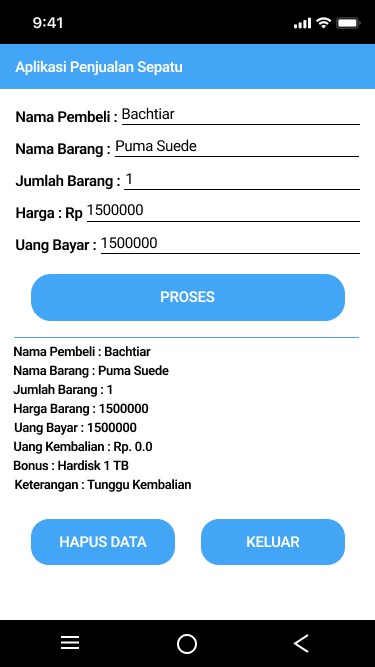 9:41
Aplikasi Penjualan Sepatu
Nama Pembeli : Bachtiar
Nama Barang : Puma Suede
Jumlah Barang : 1
Harga : Rp 1500000
Uang Bayar : 1500000
PROSES
Nama Pembeli : Bachtiar
Nama Barang : Puma Suede
Jumlah Barang : 1
Harga Barang : 1500000
Uang Bayar : 1500000
Uang Kembalian : Rp. 0.0
Bonus : Hardisk 1 TB
Keterangan : Tunggu Kembalian
HAPUS DATA KELUAR